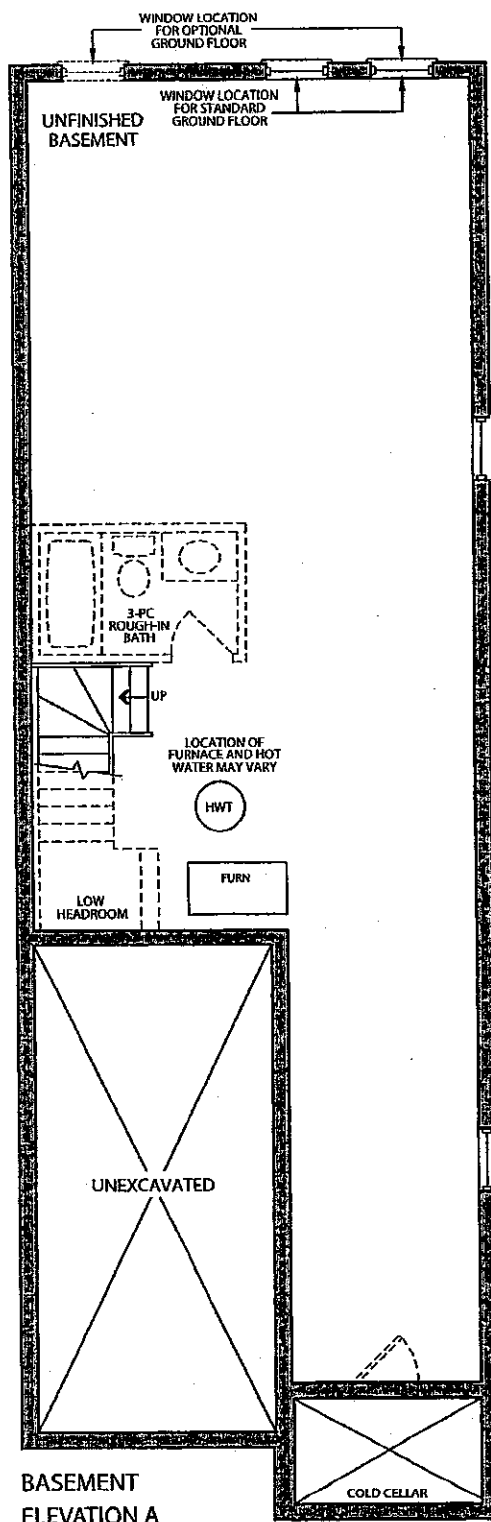 WINDOW LOCATION
FOR OPTIONAL
GROUND FLOOR
WINDOW LOCATION
FOR STANDARD
GROUND FLOOR
UNFINISHED
BASEMENT
3-PC
ROUGH-IN
BATH
UP
LOCATION OF
FURNACE AND HOT
WATER MAY VARY
HWT
FURN
LOW
HEADROOM
UNEXCAVATED
COLD CELLAR
BASEMENT
ELEVATION A